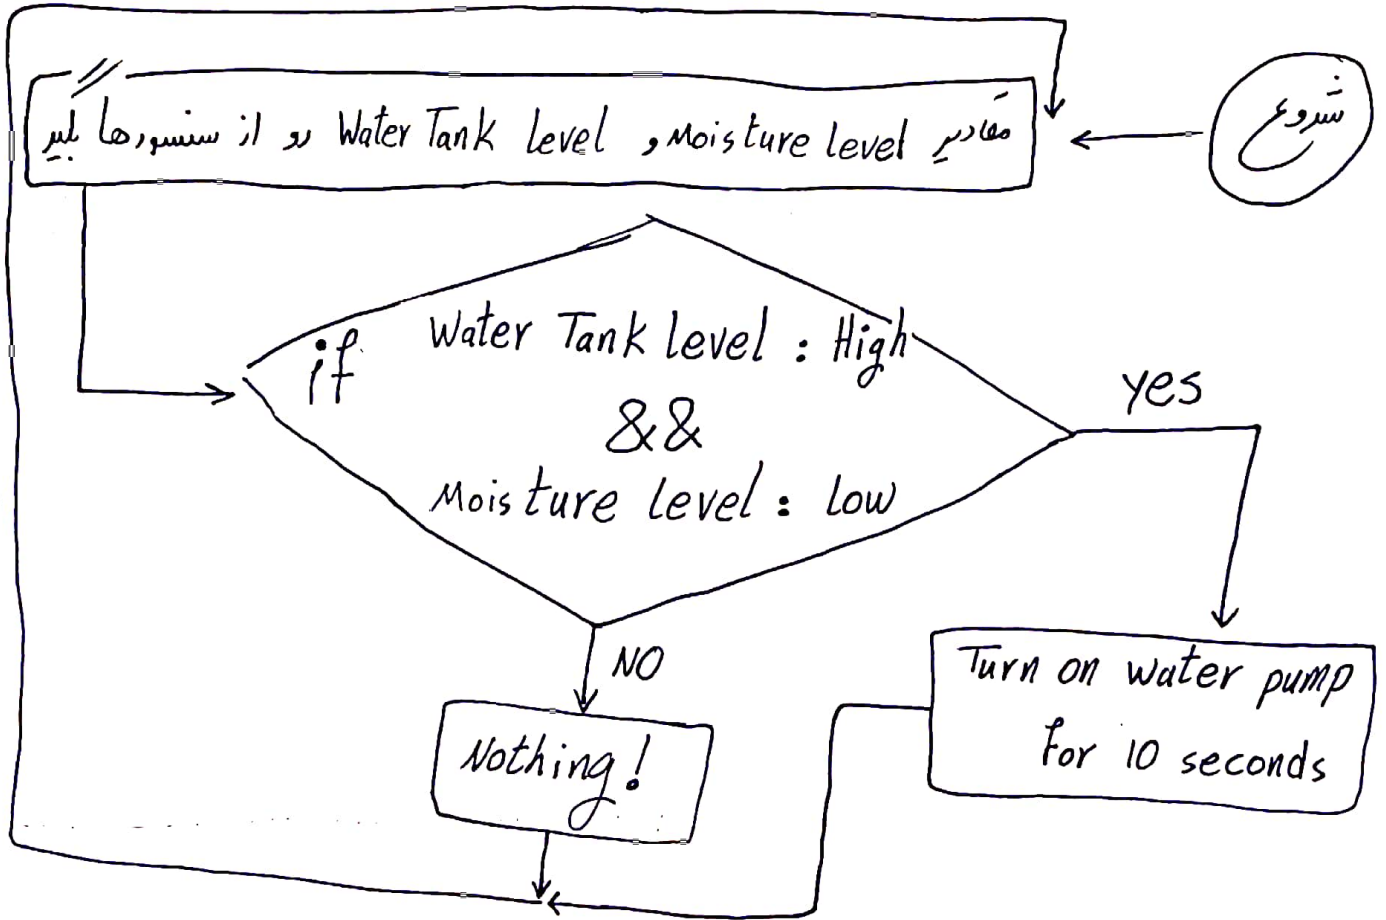 شروع
مقادیر Moisture level و Water Tank level رو از سنسورها بگیر
if Water Tank level : High
&&
Moisture level : Low
yes
NO
Turn on water pump
for 10 seconds
Nothing!